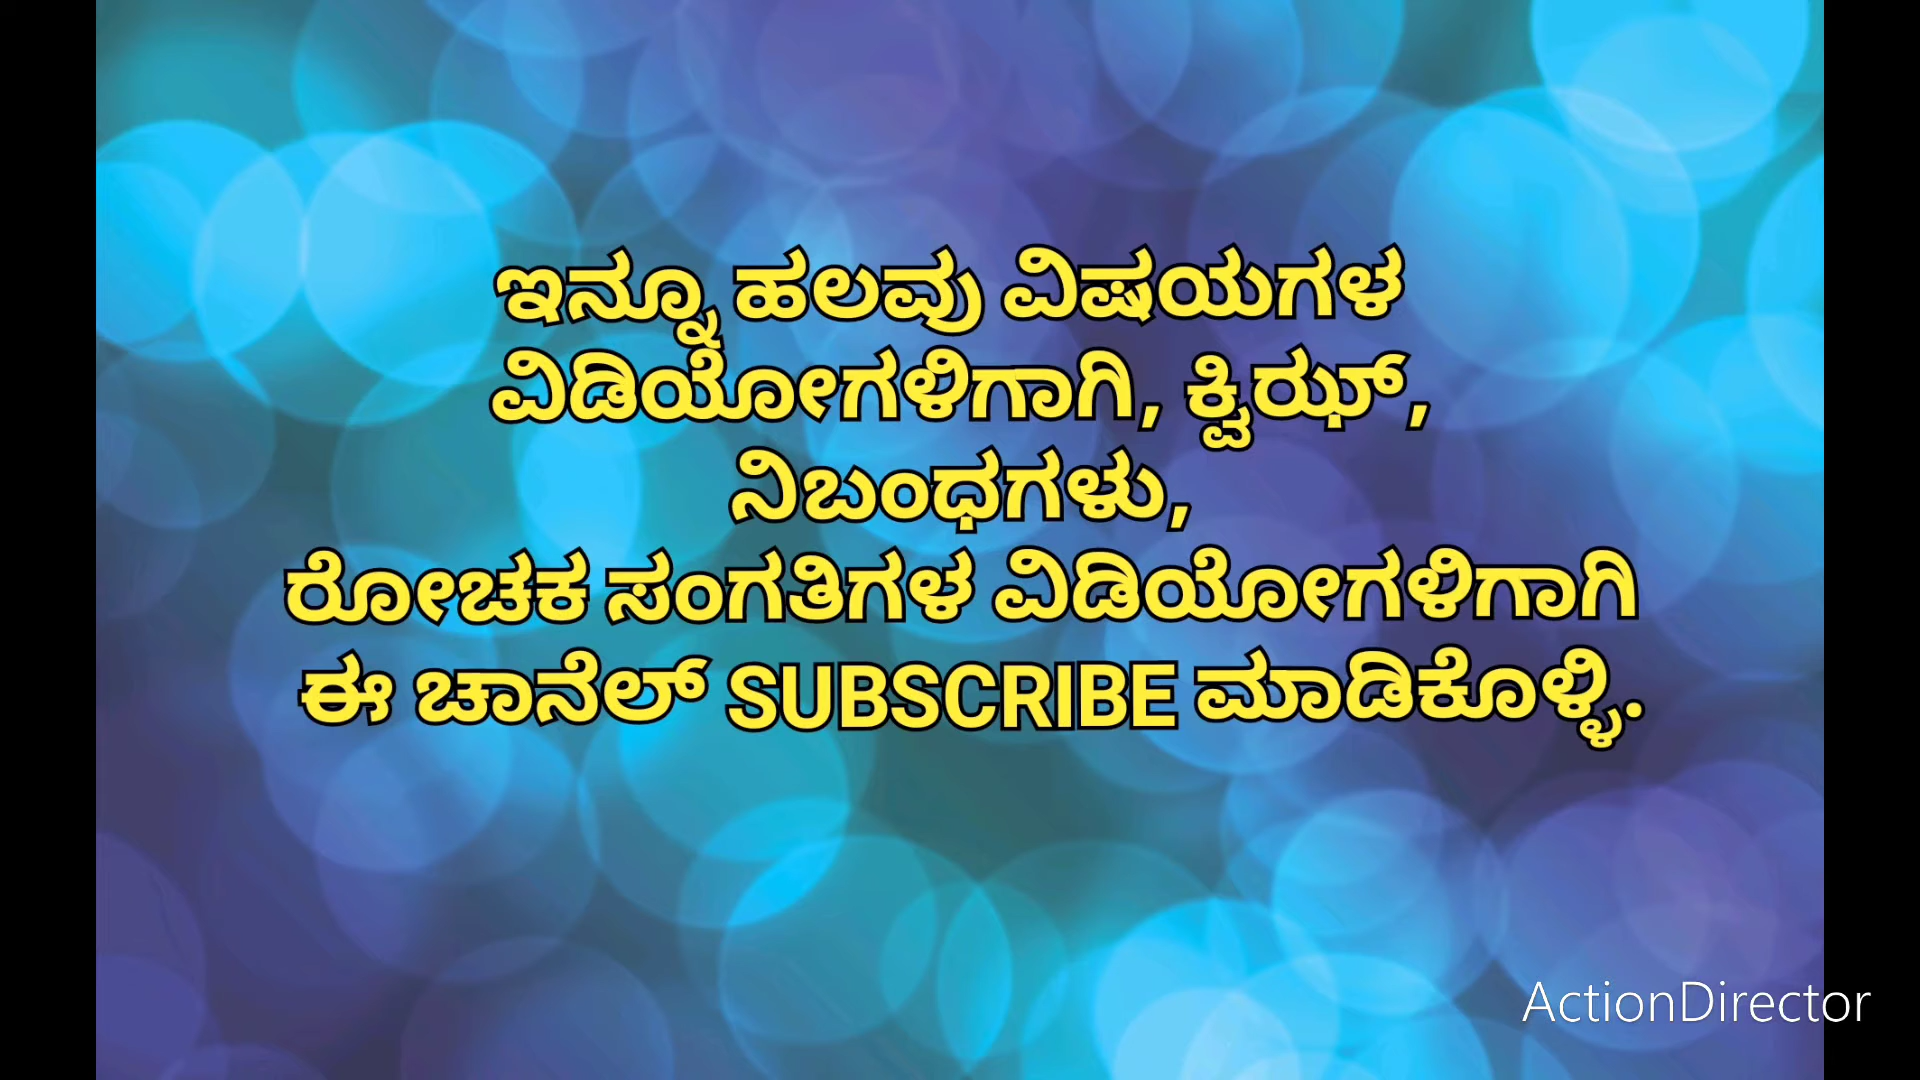 ಇನ್ನೂ ಹಲವು ವಿಷಯಗಳ
ವಿಡಿಯೋಗಳಿಗಾಗಿ, ಕ್ವಿಝ್,
ನಿಬಂಧಗಳು,
ರೋಚಕ ಸಂಗತಿಗಳ ವಿಡಿಯೋಗಳಿಗಾಗಿ
ಈ ಚಾನೆಲ್ SUBSCRIBE ಮಾಡಿಕೊಳ್ಳಿ.
ActionDirector